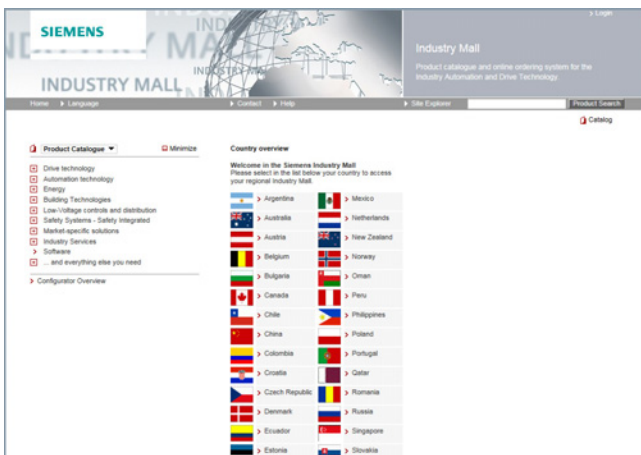 > Login
SIEMENS
INDUSTRY MALL
Industry Mall
Product catalogue and online ordering system for the
Industry Automation and Drive Technology.
INDUSTRY MALL
Home > Language > Contact > Help > Site Explorer Product Search
Catalog
Product Catalogue ▼ Minimize
Drive technology
Automation technology
Energy
Building Technologies
Low-Voltage controls and distribution
Safety Systems - Safety Integrated
Market-specific solutions
Industry Services
> Software
... and everything else you need
> Configurator Overview
Country overview
Welcome in the Siemens Industry Mall
Please select in the list below your country to access
your regional Industry Mall.
> Argentina > Mexico
> Australia > Netherlands
> Austria > New Zealand
> Belgium > Norway
> Bulgaria > Oman
> Canada > Peru
> Chile > Philippines
> China > Poland
> Colombia > Portugal
> Croatia > Qatar
> Czech Republic > Romania
> Denmark > Russia
> Ecuador > Singapore
> Estonia > Slovakia